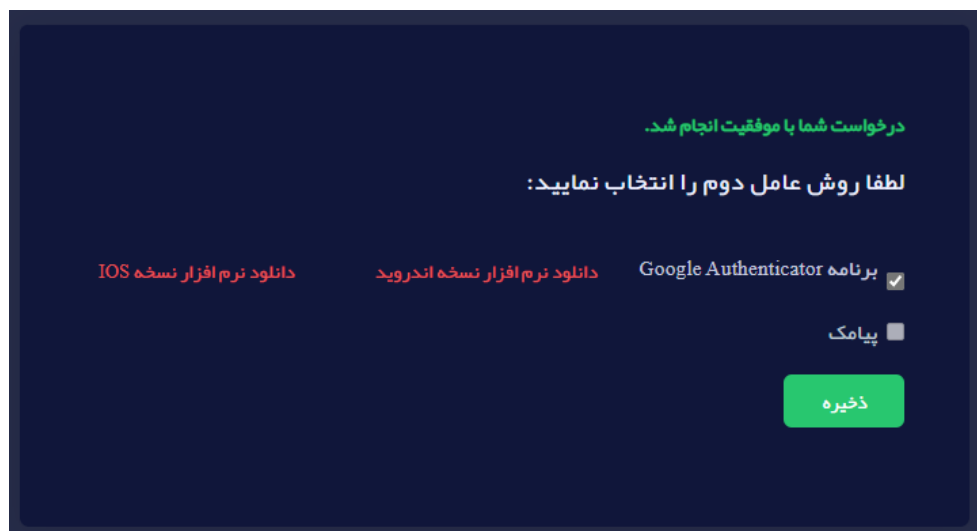 درخواست شما با موفقیت انجام شد.
لطفا روش عامل دوم را انتخاب نمایید:
برنامه Google Authenticator دانلود نرم افزار نسخه اندروید دانلود نرم افزار نسخه IOS
پیامک
ذخیره